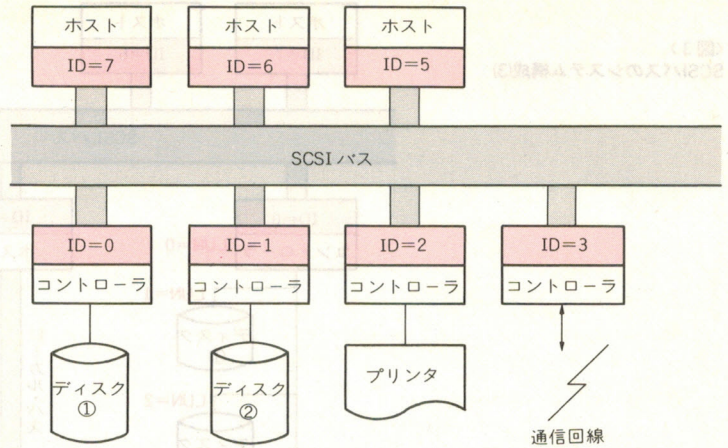 ホスト
ホスト
ホスト
ID=7
ID=6
ID=5
SCSIバス
ID=0
ID=1
ID=2
ID=3
コントローラ
コントローラ
コントローラ
コントローラ
ディスク
①
ディスク
②
プリンタ
通信回線